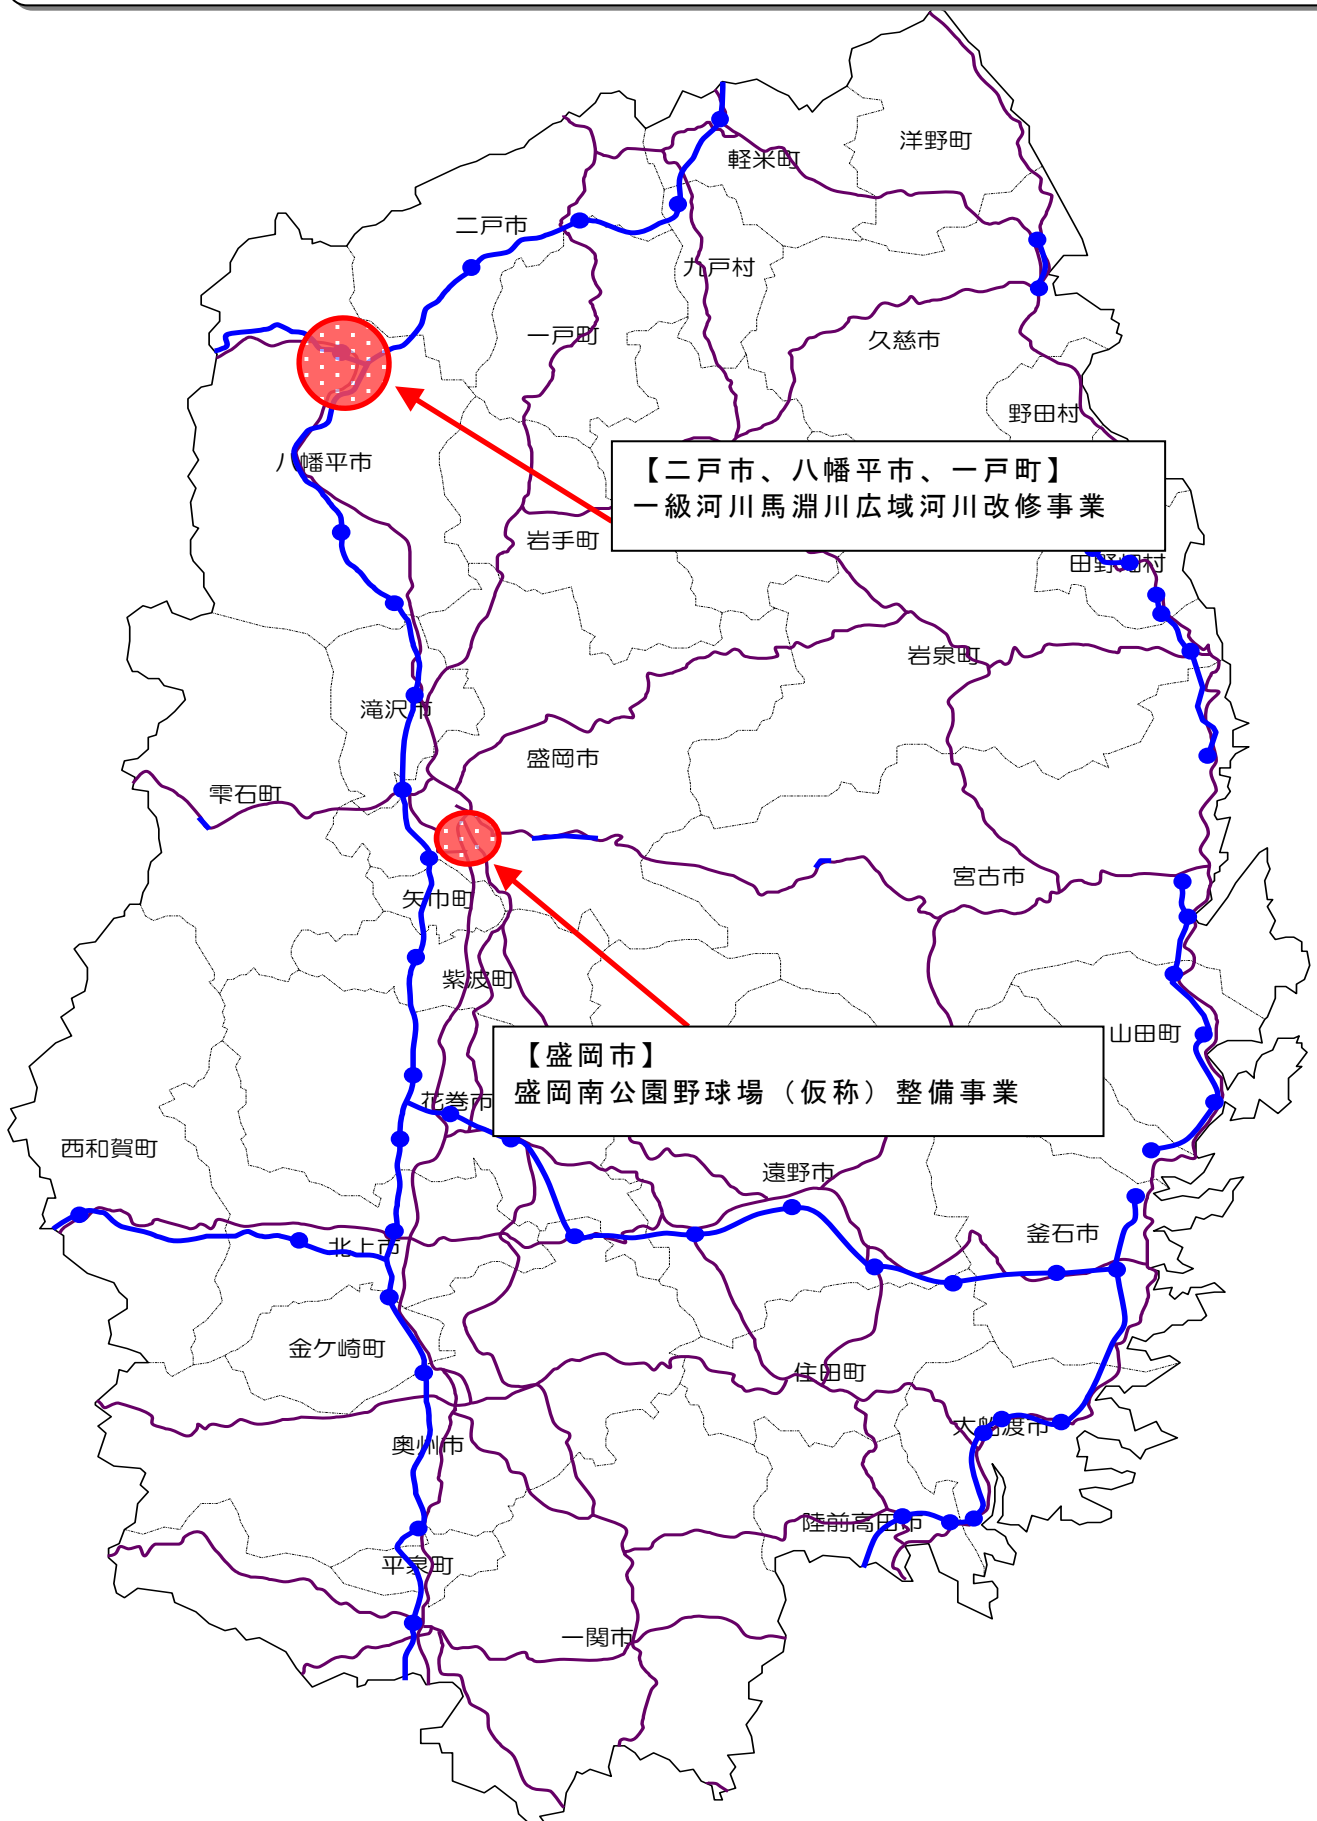 洋野町
軽米町
二戸市
九戸村
一戸町
久慈市
野田村
八幡平市
【二戸市、八幡平市、一戸町】
一級河川馬淵川広域河川改修事業
岩手町
田野畑村
岩泉町
滝沢市
盛岡市
雫石町
宮古市
矢巾町
紫波町
山田町
【盛岡市】
盛岡南公園野球場（仮称）整備事業
花巻市
西和賀町
遠野市
釜石市
北上市
金ケ崎町
住田町
大船渡市
奥州市
陸前高田市
平泉町
一関市